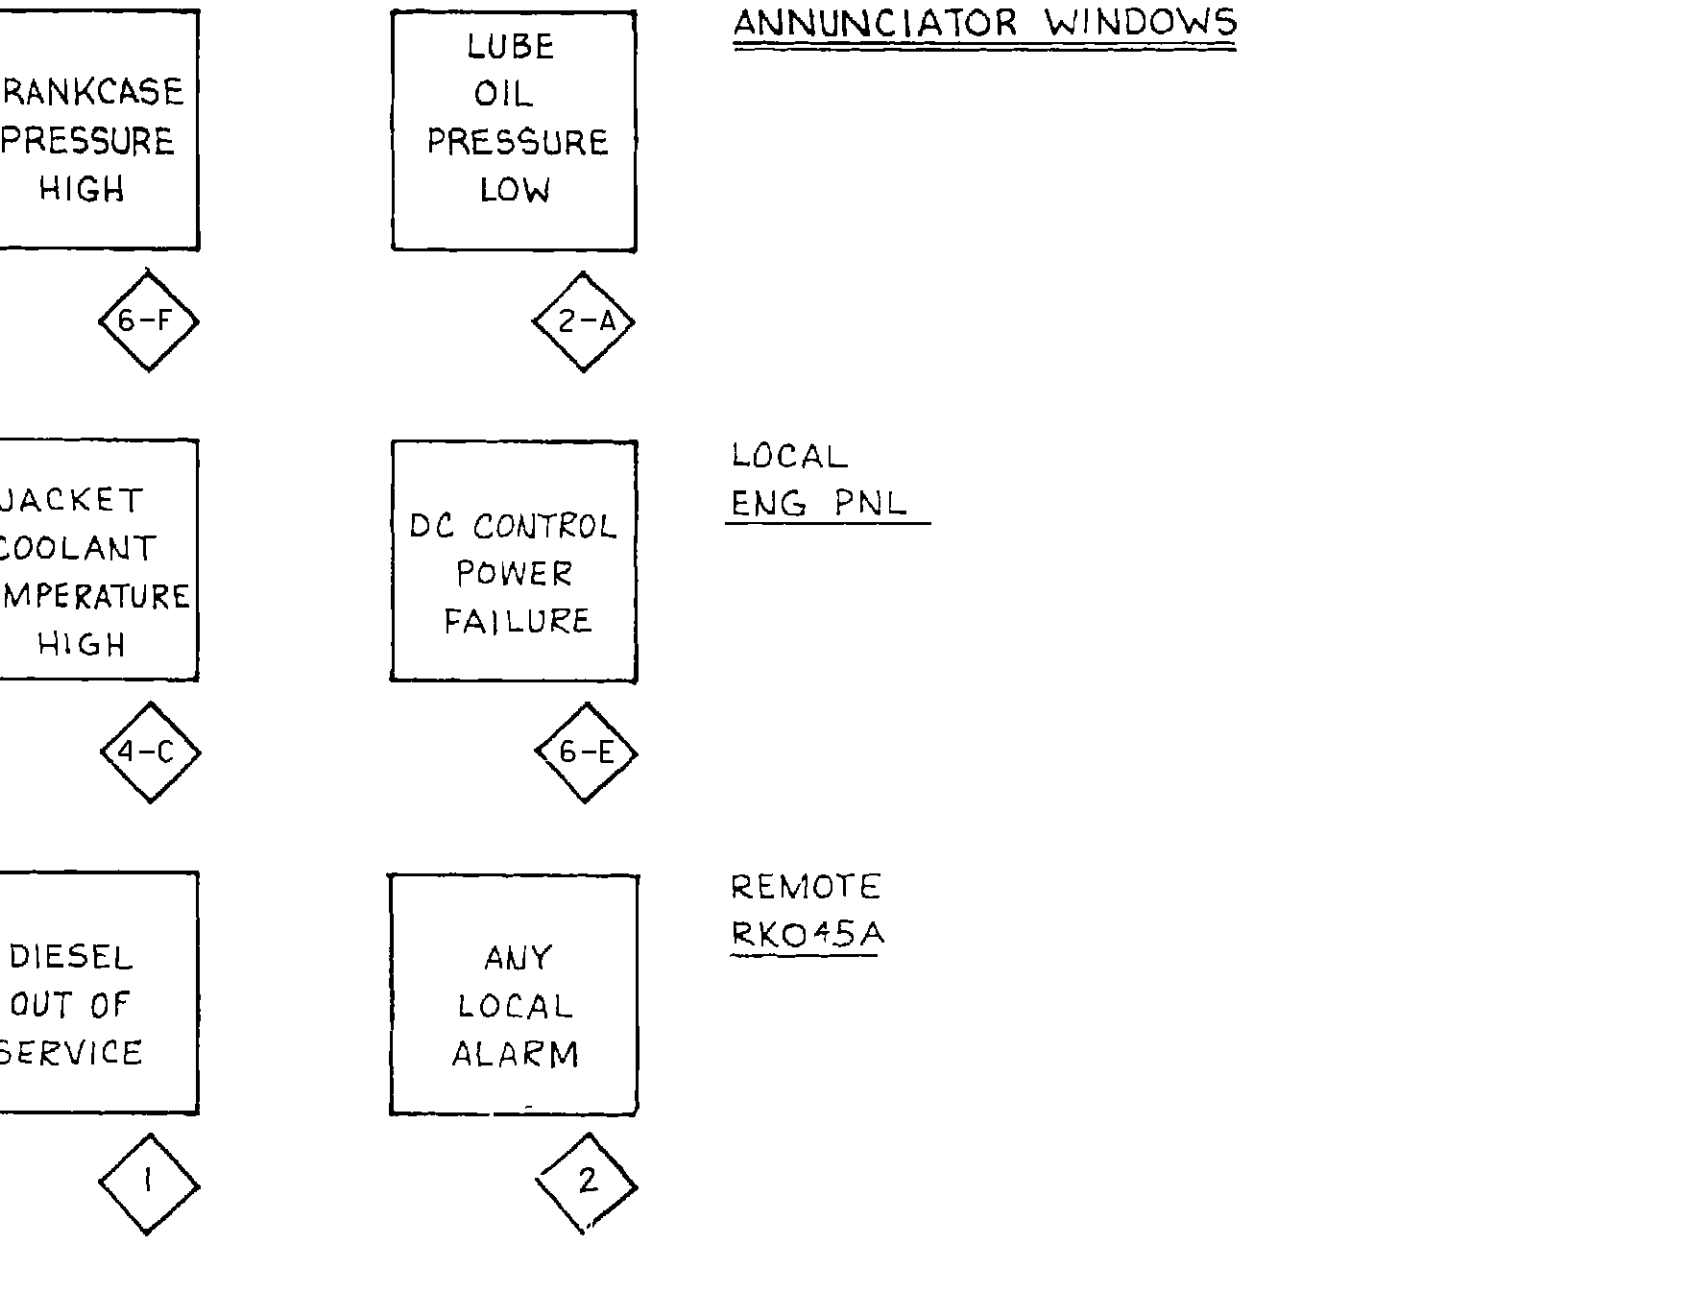 ANNUNCIATOR WINDOWS
RANKCASE
PRESSURE
HIGH
6-F
LUBE
OIL
PRESSURE
LOW
2-A
LOCAL
ENG PNL
JACKET
COOLANT
MPERATURE
HIGH
4-C
DC CONTROL
POWER
FAILURE
6-E
REMOTE
RK045A
DIESEL
OUT OF
SERVICE
1
ANY
LOCAL
ALARM
2